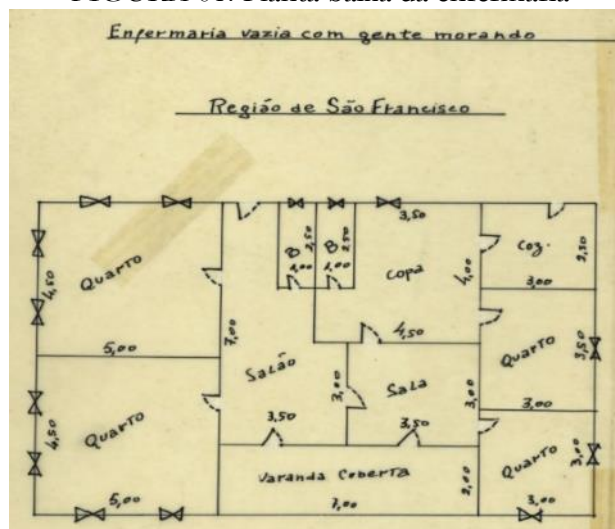 FIGURA 01: Planta baixa da enfermaria
Enfermaria vazia com gente morando
Região de São Francisco
3,50
B 2,50
2,00
B 2,50
2,00
Copa
4,00
4,50
Coz.
2,50
3,00
Quarto
4,50
5,00
7,00
Salão
3,50
3,00
Sala
3,50
3,00
Quarto
3,50
3,00
Quarto
4,50
5,00
Varanda Coberta
7,00
2,00
Quarto
3,00
3,00